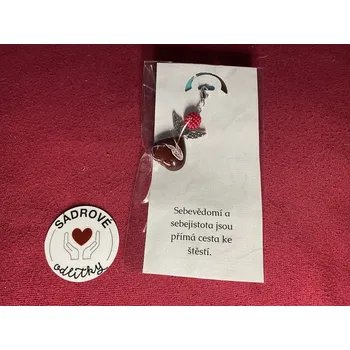 SÁDROVÉ
odlitky
Sebevědomí a
sebejistota jsou
přímá cesta ke
štěstí.